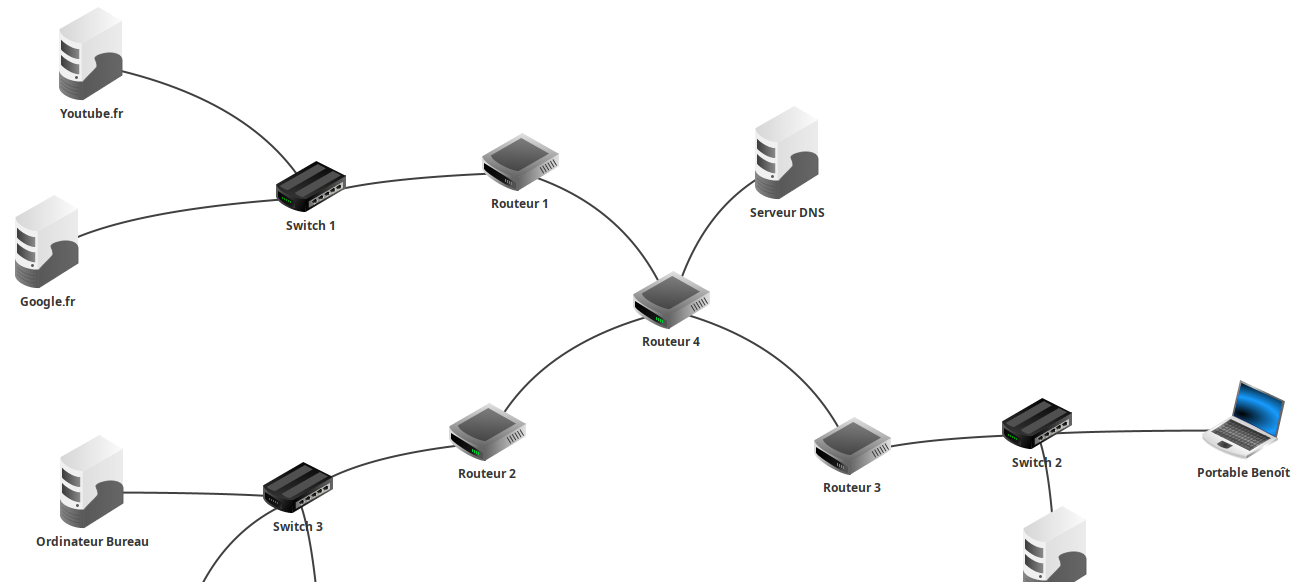 Youtube.fr
Routeur 1
Serveur DNS
Switch 1
Google.fr
Routeur 4
Switch 2
Portable Benoît
Routeur 2
Routeur 3
Switch 3
Ordinateur Bureau